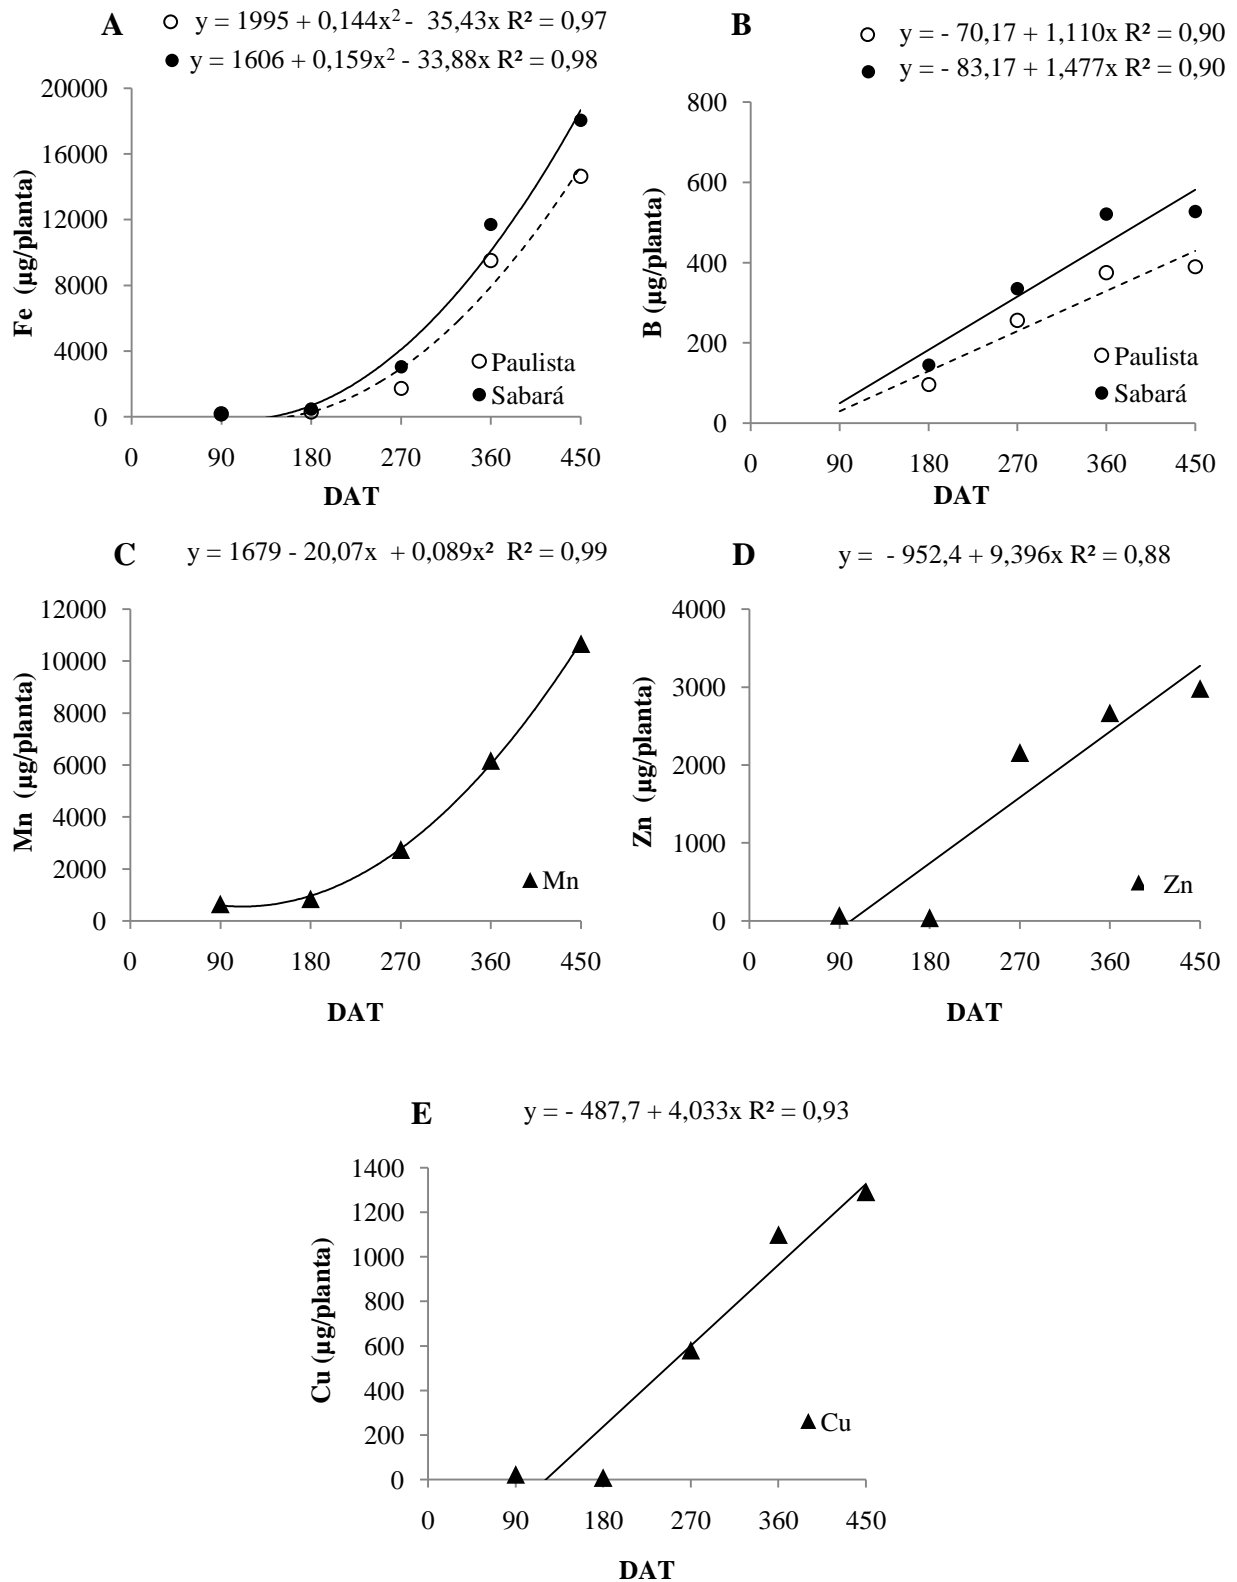 A
y = 1995 + 0,144x² - 35,43x R² = 0,97
y = 1606 + 0,159x² - 33,88x R² = 0,98
20000
16000
12000
8000
4000
0
Fe (µg/planta)
Paulista
Sabará
0 90 180 270 360 450
DAT
B
y = - 70,17 + 1,110x R² = 0,90
y = - 83,17 + 1,477x R² = 0,90
800
600
400
200
0
B (µg/planta)
Paulista
Sabará
0 90 180 270 360 450
DAT
C
y = 1679 - 20,07x + 0,089x² R² = 0,99
12000
10000
8000
6000
4000
2000
0
Mn (µg/planta)
Mn
0 90 180 270 360 450
DAT
D
y = - 952,4 + 9,396x R² = 0,88
4000
3000
2000
1000
0
Zn (µg/planta)
Zn
0 90 180 270 360 450
DAT
E
y = - 487,7 + 4,033x R² = 0,93
1400
1200
1000
800
600
400
200
0
Cu (µg/planta)
Cu
0 90 180 270 360 450
DAT